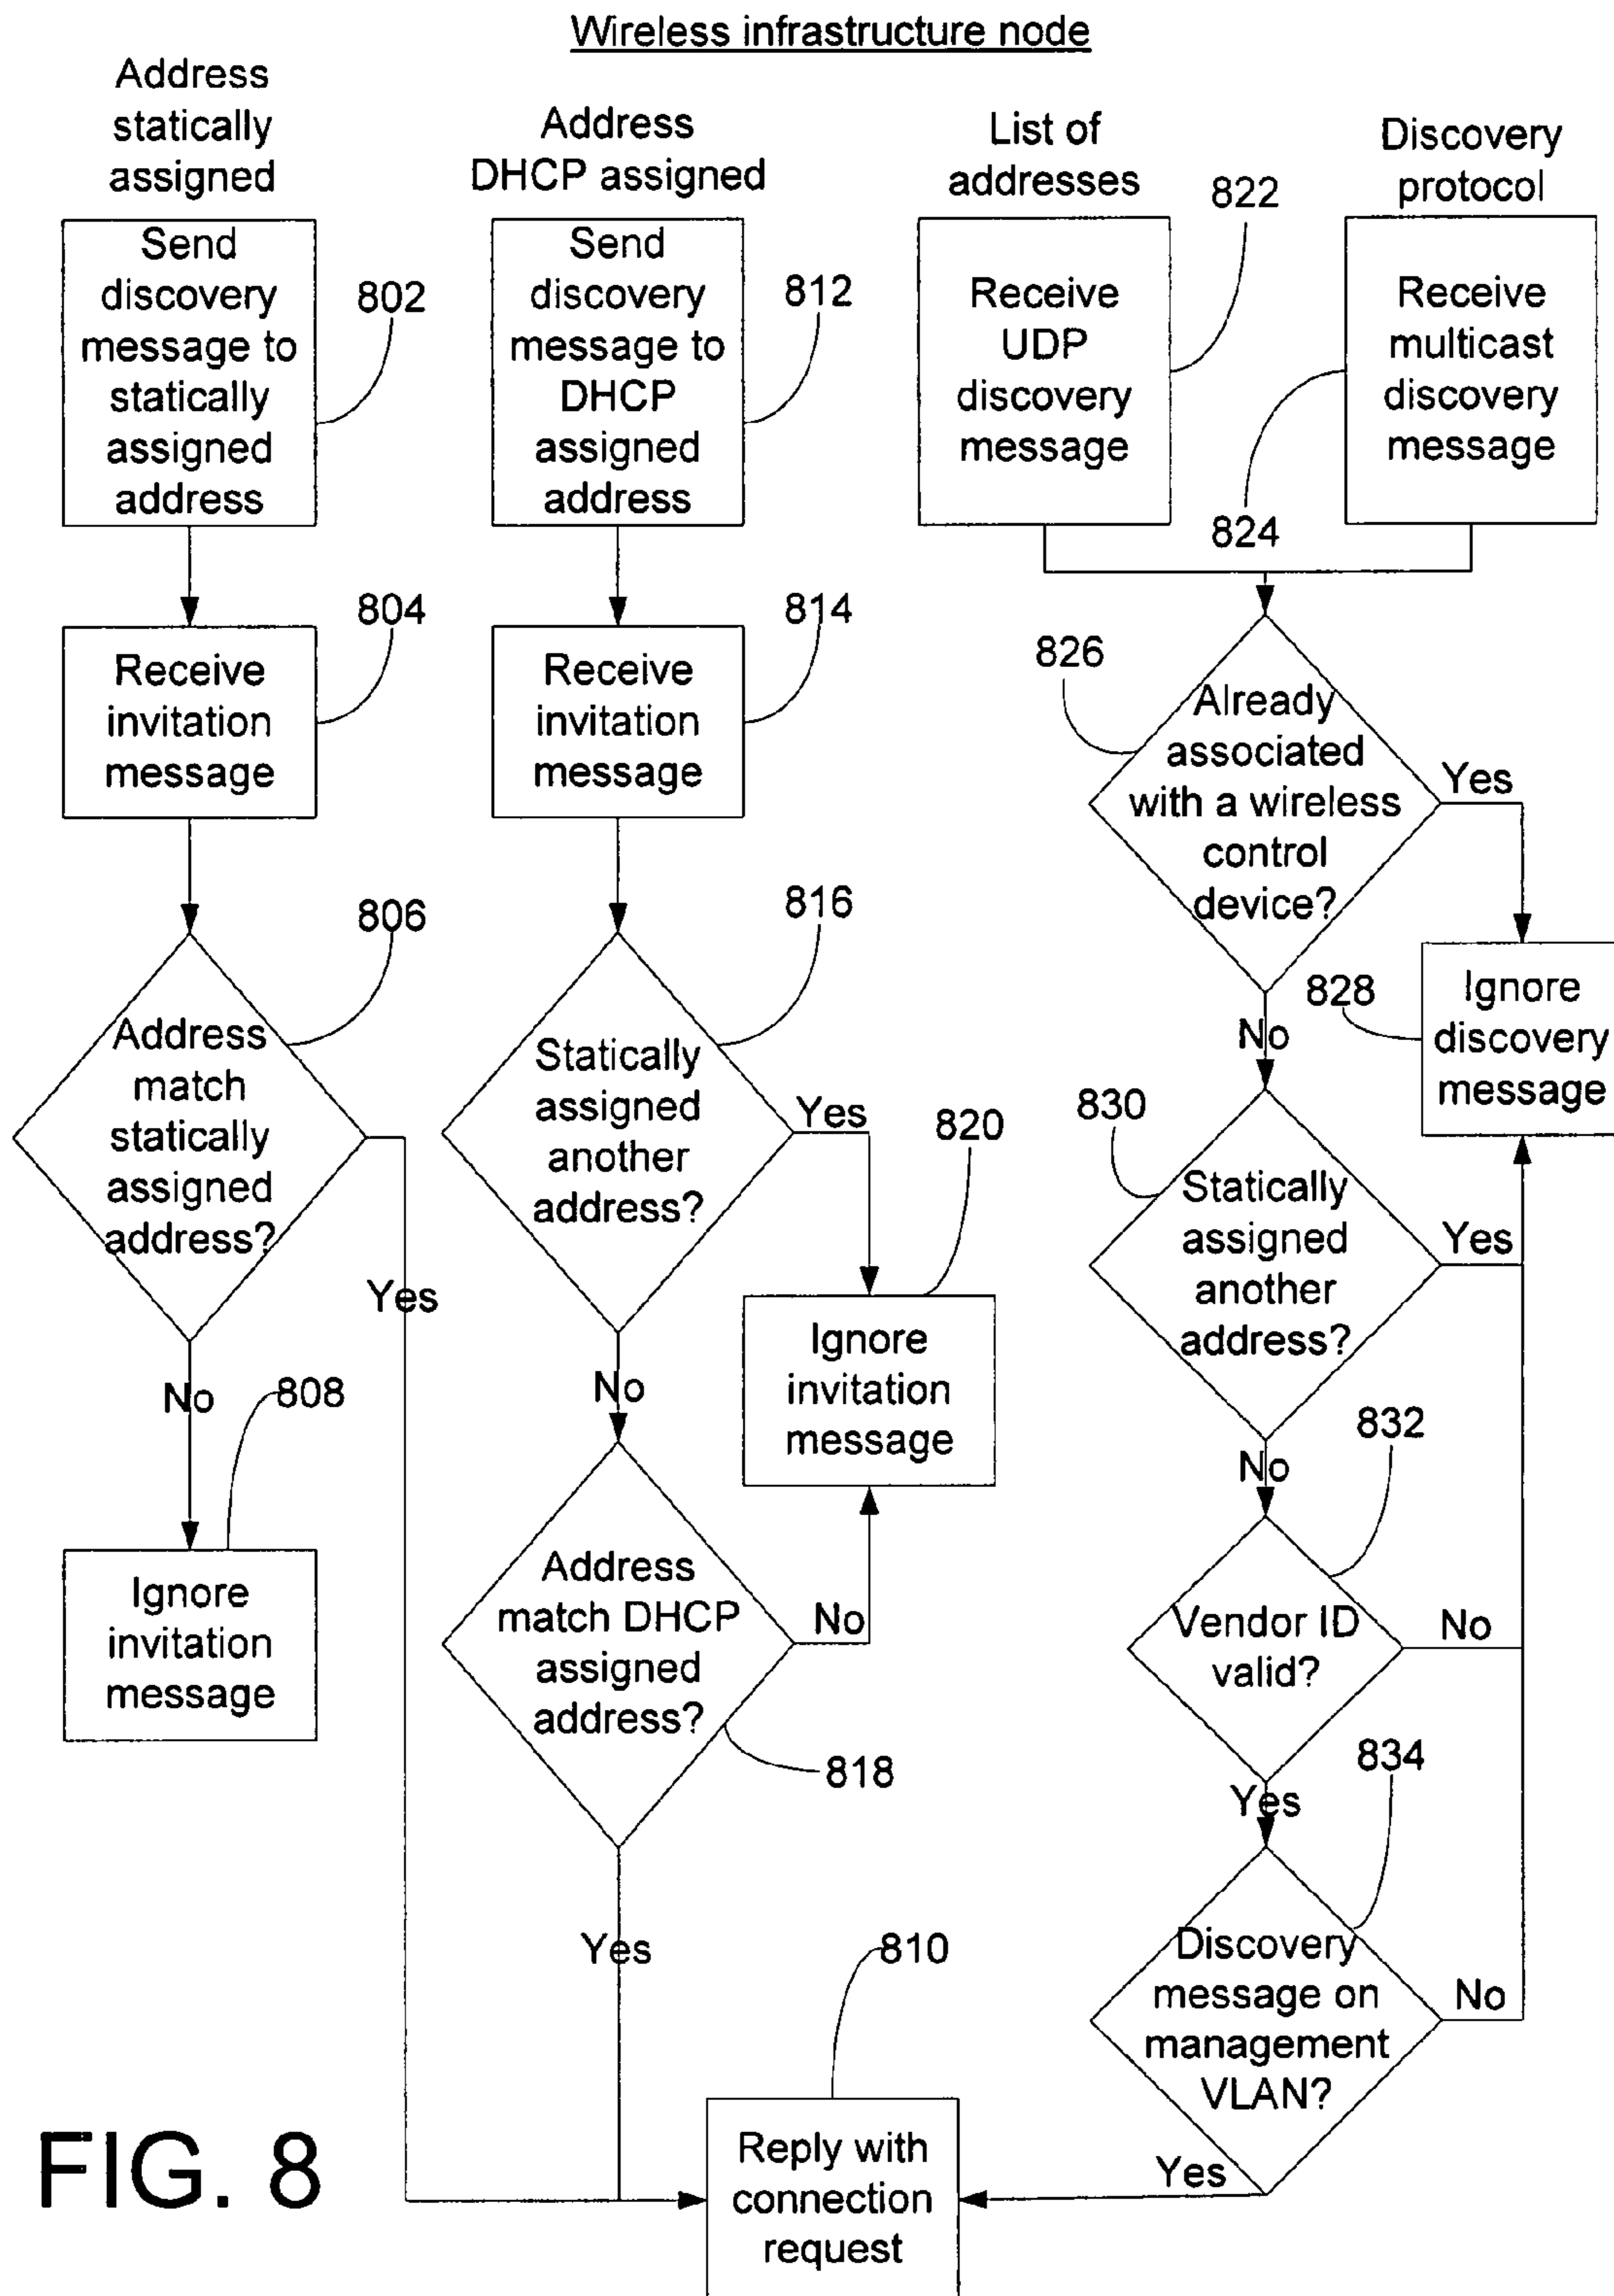 Wireless infrastructure node
Address
statically
assigned
Send
discovery
message to
statically
assigned
address
802
Receive
invitation
message
804
Address
match
statically
assigned
address?
806
Yes
No
808
Ignore
invitation
message
Address
DHCP assigned
Send
discovery
message to
DHCP
assigned
address
812
Receive
invitation
message
814
Statically
assigned
another
address?
816
Yes
820
Ignore
invitation
message
No
Address
match DHCP
assigned
address?
No
818
Yes
List of
addresses
822
Receive
UDP
discovery
message
Discovery
protocol
Receive
multicast
discovery
message
824
826
Already
associated
with a wireless
control
device?
Yes
828
Ignore
discovery
message
No
830
Statically
assigned
another
address?
Yes
No
832
Vendor ID
valid?
No
Yes
834
Discovery
message on
management
VLAN?
No
Yes
810
Reply with
connection
request
FIG. 8